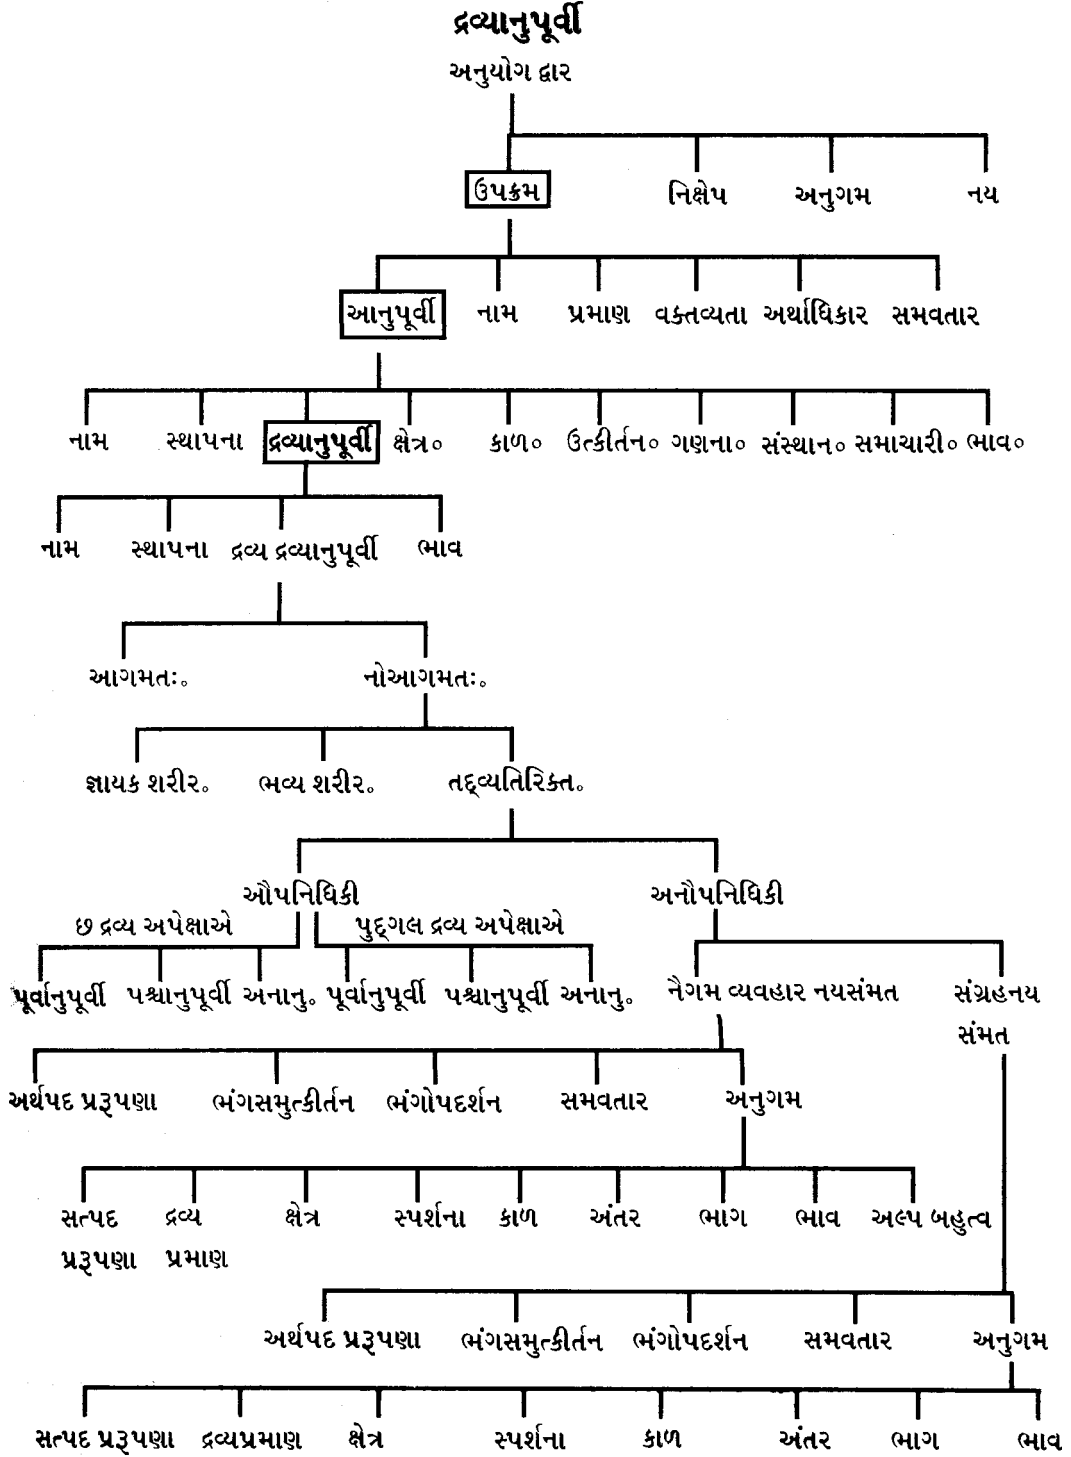 દ્રવ્યાનુપૂર્વી
અનુયોગ દ્વાર
ઉપક્રમ નિક્ષેપ અનુગમ નય
આનુપૂર્વી નામ પ્રમાણ વક્તવ્યતા અર્થાધિકાર સમવતાર
નામ સ્થાપના દ્રવ્યાનુપૂર્વી ક્ષેત્ર૦ કાળ૦ ઉત્કીર્તન૦ ગણના૦ સંસ્થાન૦ સમાચારી૦ ભાવ૦
નામ સ્થાપના દ્રવ્ય દ્રવ્યાનુપૂર્વી ભાવ
આગમતઃ૦ નોઆગમતઃ૦
જ્ઞાયક શરીર૦ ભવ્ય શરીર૦ તદ્વ્યતિરિક્ત૦
ઔપનિધિકી અનૌપનિધિકી
છ દ્રવ્ય અપેક્ષાએ પુદ્ગલ દ્રવ્ય અપેક્ષાએ
પૂર્વાનુપૂર્વી પશ્ચાનુપૂર્વી અનાનુ૦ પૂર્વાનુપૂર્વી પશ્ચાનુપૂર્વી અનાનુ૦ નૈગમ વ્યવહાર નયસંમત સંગ્રહનય
સંમત
અર્થપદ પ્રરૂપણા ભંગસમુત્કીર્તન ભંગોપદર્શન સમવતાર અનુગમ
સત્પદ દ્રવ્ય ક્ષેત્ર સ્પર્શના કાળ અંતર ભાગ ભાવ અલ્પ બહુત્વ
પ્રરૂપણા પ્રમાણ
અર્થપદ પ્રરૂપણા ભંગસમુત્કીર્તન ભંગોપદર્શન સમવતાર અનુગમ
સત્પદ પ્રરૂપણા દ્રવ્યપ્રમાણ ક્ષેત્ર સ્પર્શના કાળ અંતર ભાગ ભાવ